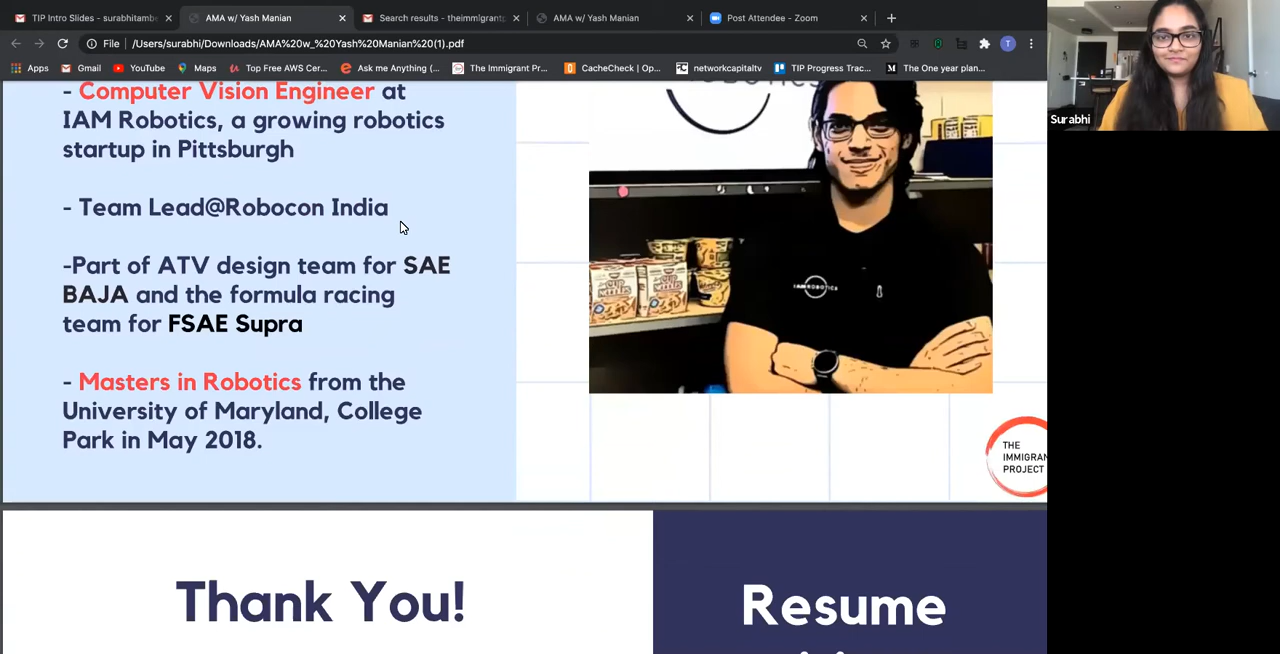 TIP Intro Slides - surabhitambe
AMA w/ Yash Manian
Search results - theimmigrantp
AMA w/ Yash Manian
Post Attendee - Zoom
File
/Users/surabhi/Downloads/AMA%20w_%20Yash%20Manian%20(1).pdf
T
Apps
Gmail
YouTube
Maps
Top Free AWS Cer...
Ask me Anything (...
The Immigrant Pr...
CacheCheck | Op...
networkcapitaltv
TIP Progress Trac...
The One year plan...
- Computer Vision Engineer at
IAM Robotics, a growing robotics
startup in Pittsburgh
- Team Lead@Robocon India
-Part of ATV design team for SAE
BAJA and the formula racing
team for FSAE Supra
- Masters in Robotics from the
University of Maryland, College
Park in May 2018.
IAM ROBOTICS
THE
IMMIGRAN
PROJECT
Thank You!
Resume
Surabhi